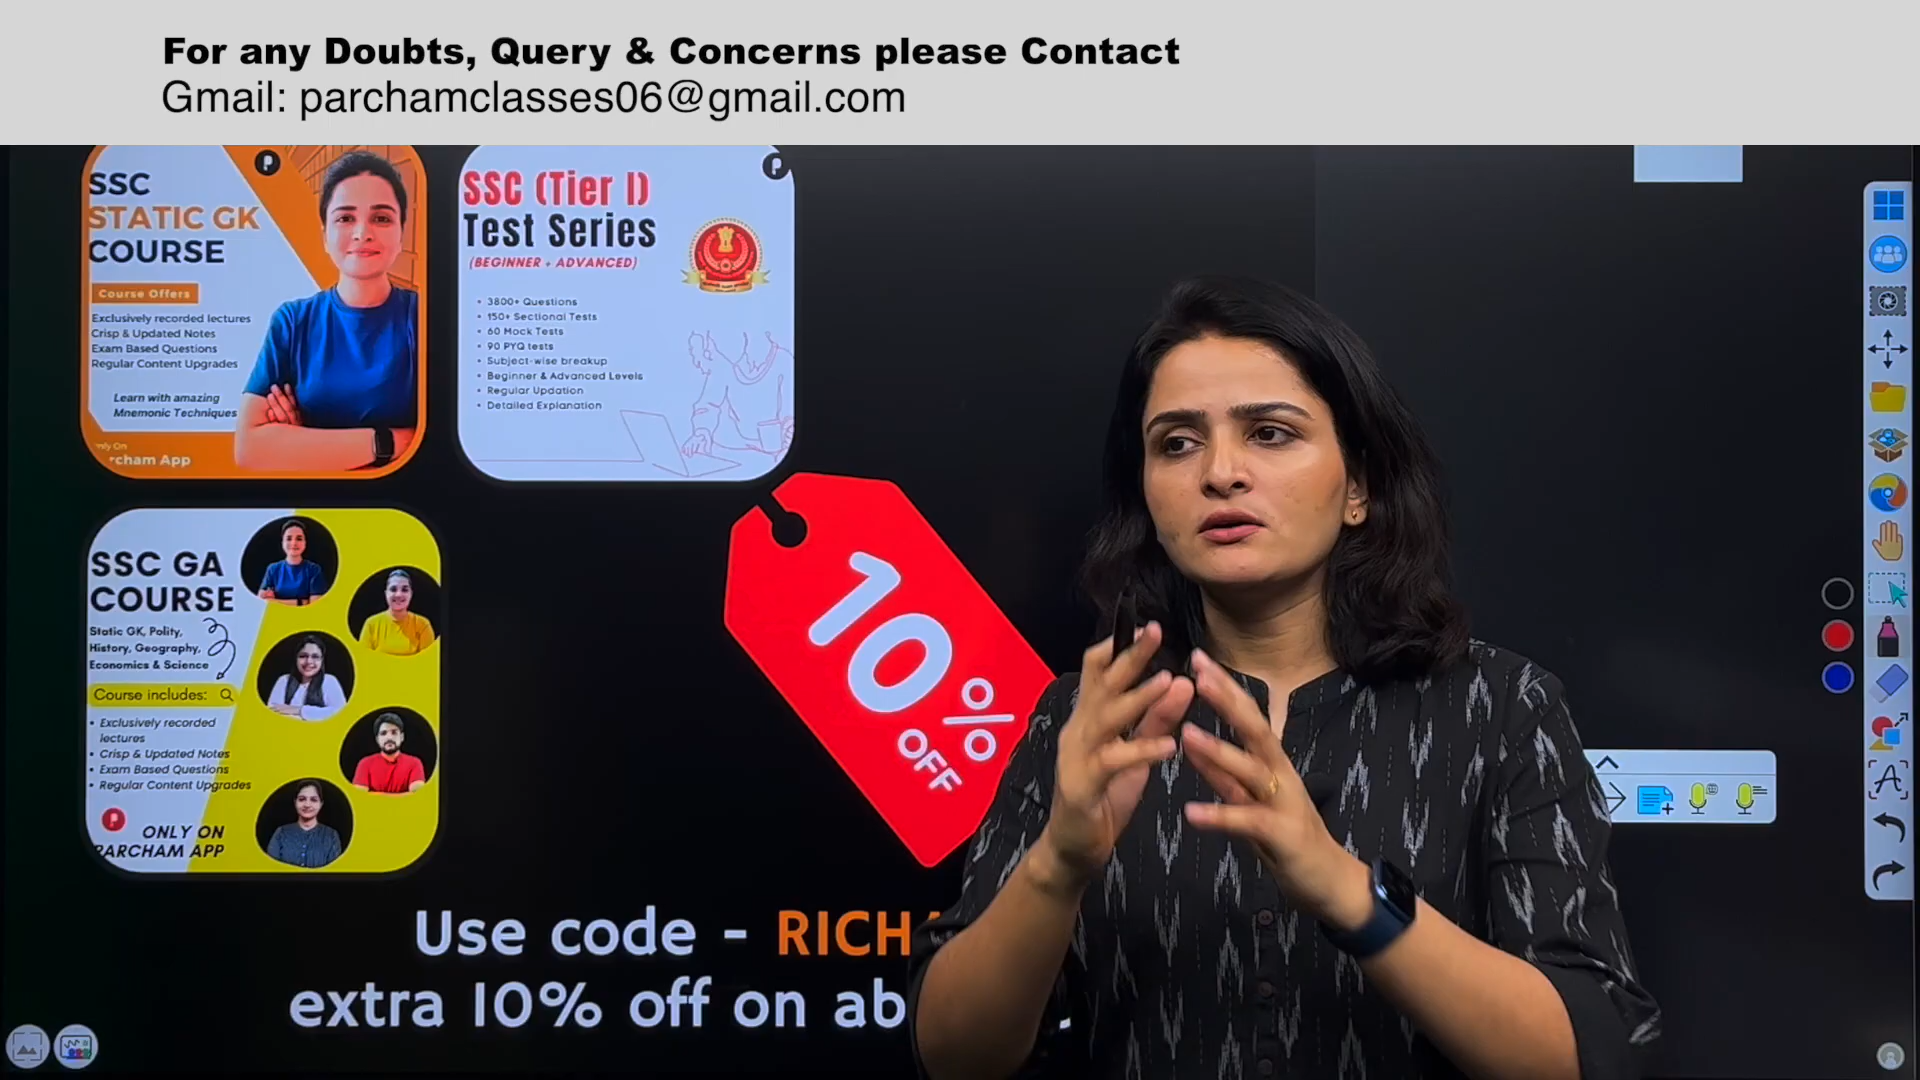 For any Doubts, Query & Concerns please Contact
Gmail: parchamclasses06@gmail.com
SSC
STATIC GK
COURSE
Course Offers
Exclusively recorded lectures
Crisp & Updated Notes
Exam Based Questions
Regular Content Upgrades
Learn with amazing
Mnemonic Techniques
App
SSC (Tier I)
Test Series
(BEGINNER + ADVANCED)
• 3800+ Questions
• 150+ Sectional Tests
• 60 Mock Tests
• 90 PYQ tests
• Subject-wise breakup
• Beginner & Advanced Levels
• Regular Updation
• Detailed Explanation
SSC GA
COURSE
Static GK, Polity,
History, Geography,
Economics & Science
Course includes:
• Exclusively recorded
lectures
• Crisp & Updated Notes
• Exam Based Questions
• Regular Content Upgrades
ONLY ON
PARCHAM APP
10%
OFF
Use code - RICH
extra 10% off on ab